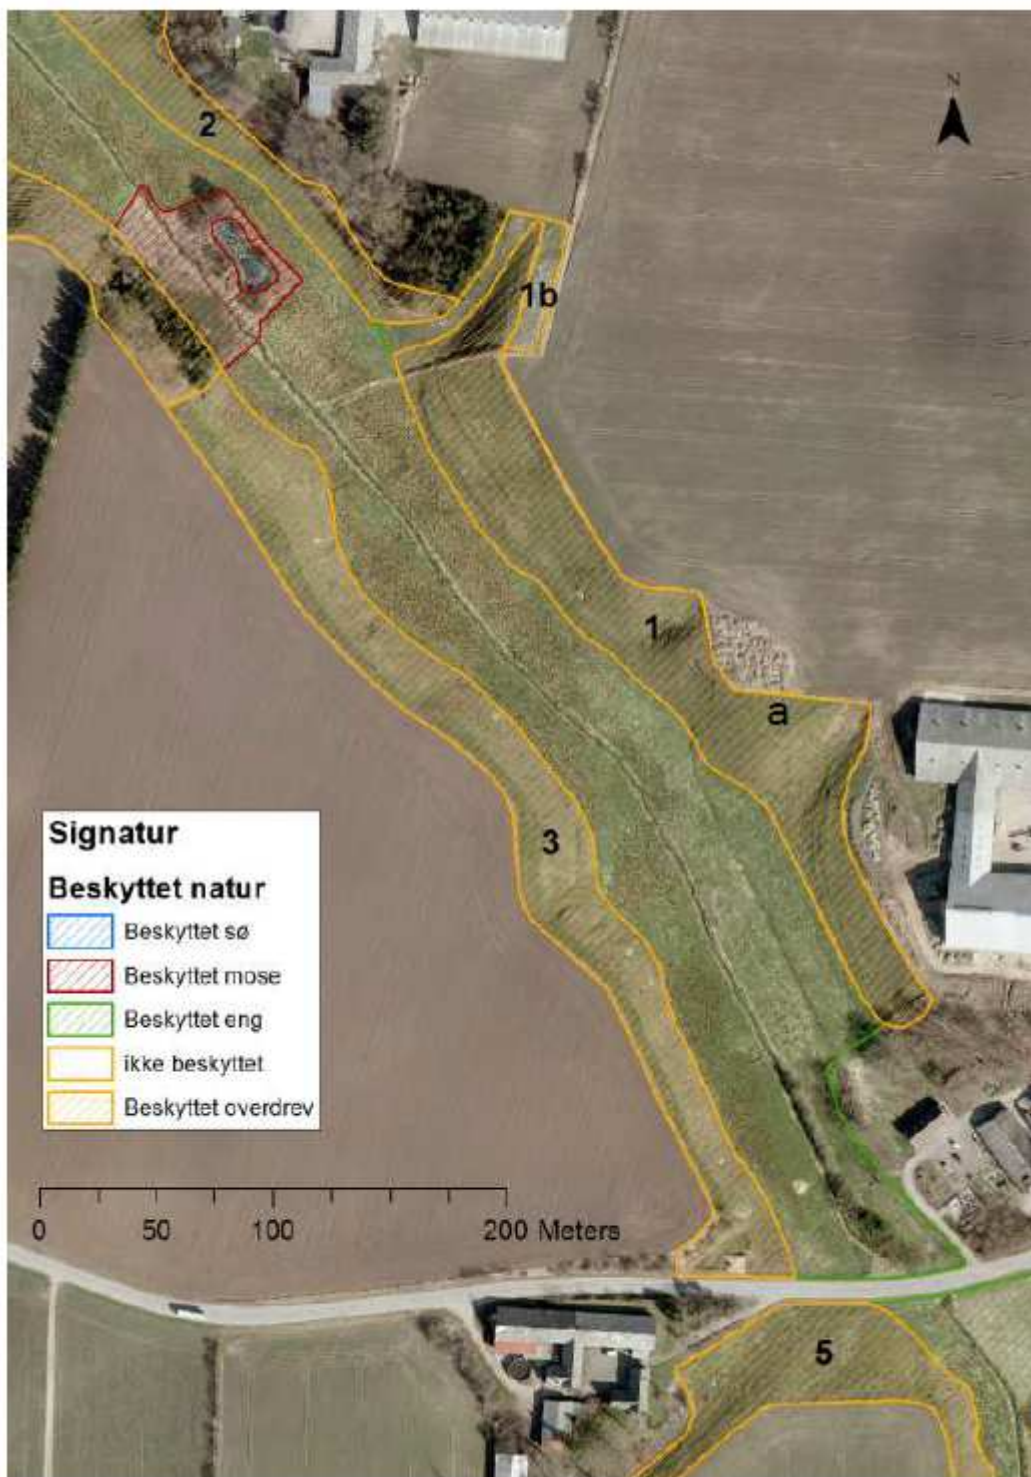 N
2
1b
4
1
a
3
Signatur
Beskyttet natur
Beskyttet sø
Beskyttet mose
Beskyttet eng
ikke beskyttet
Beskyttet overdrev
0 50 100 200 Meters
5